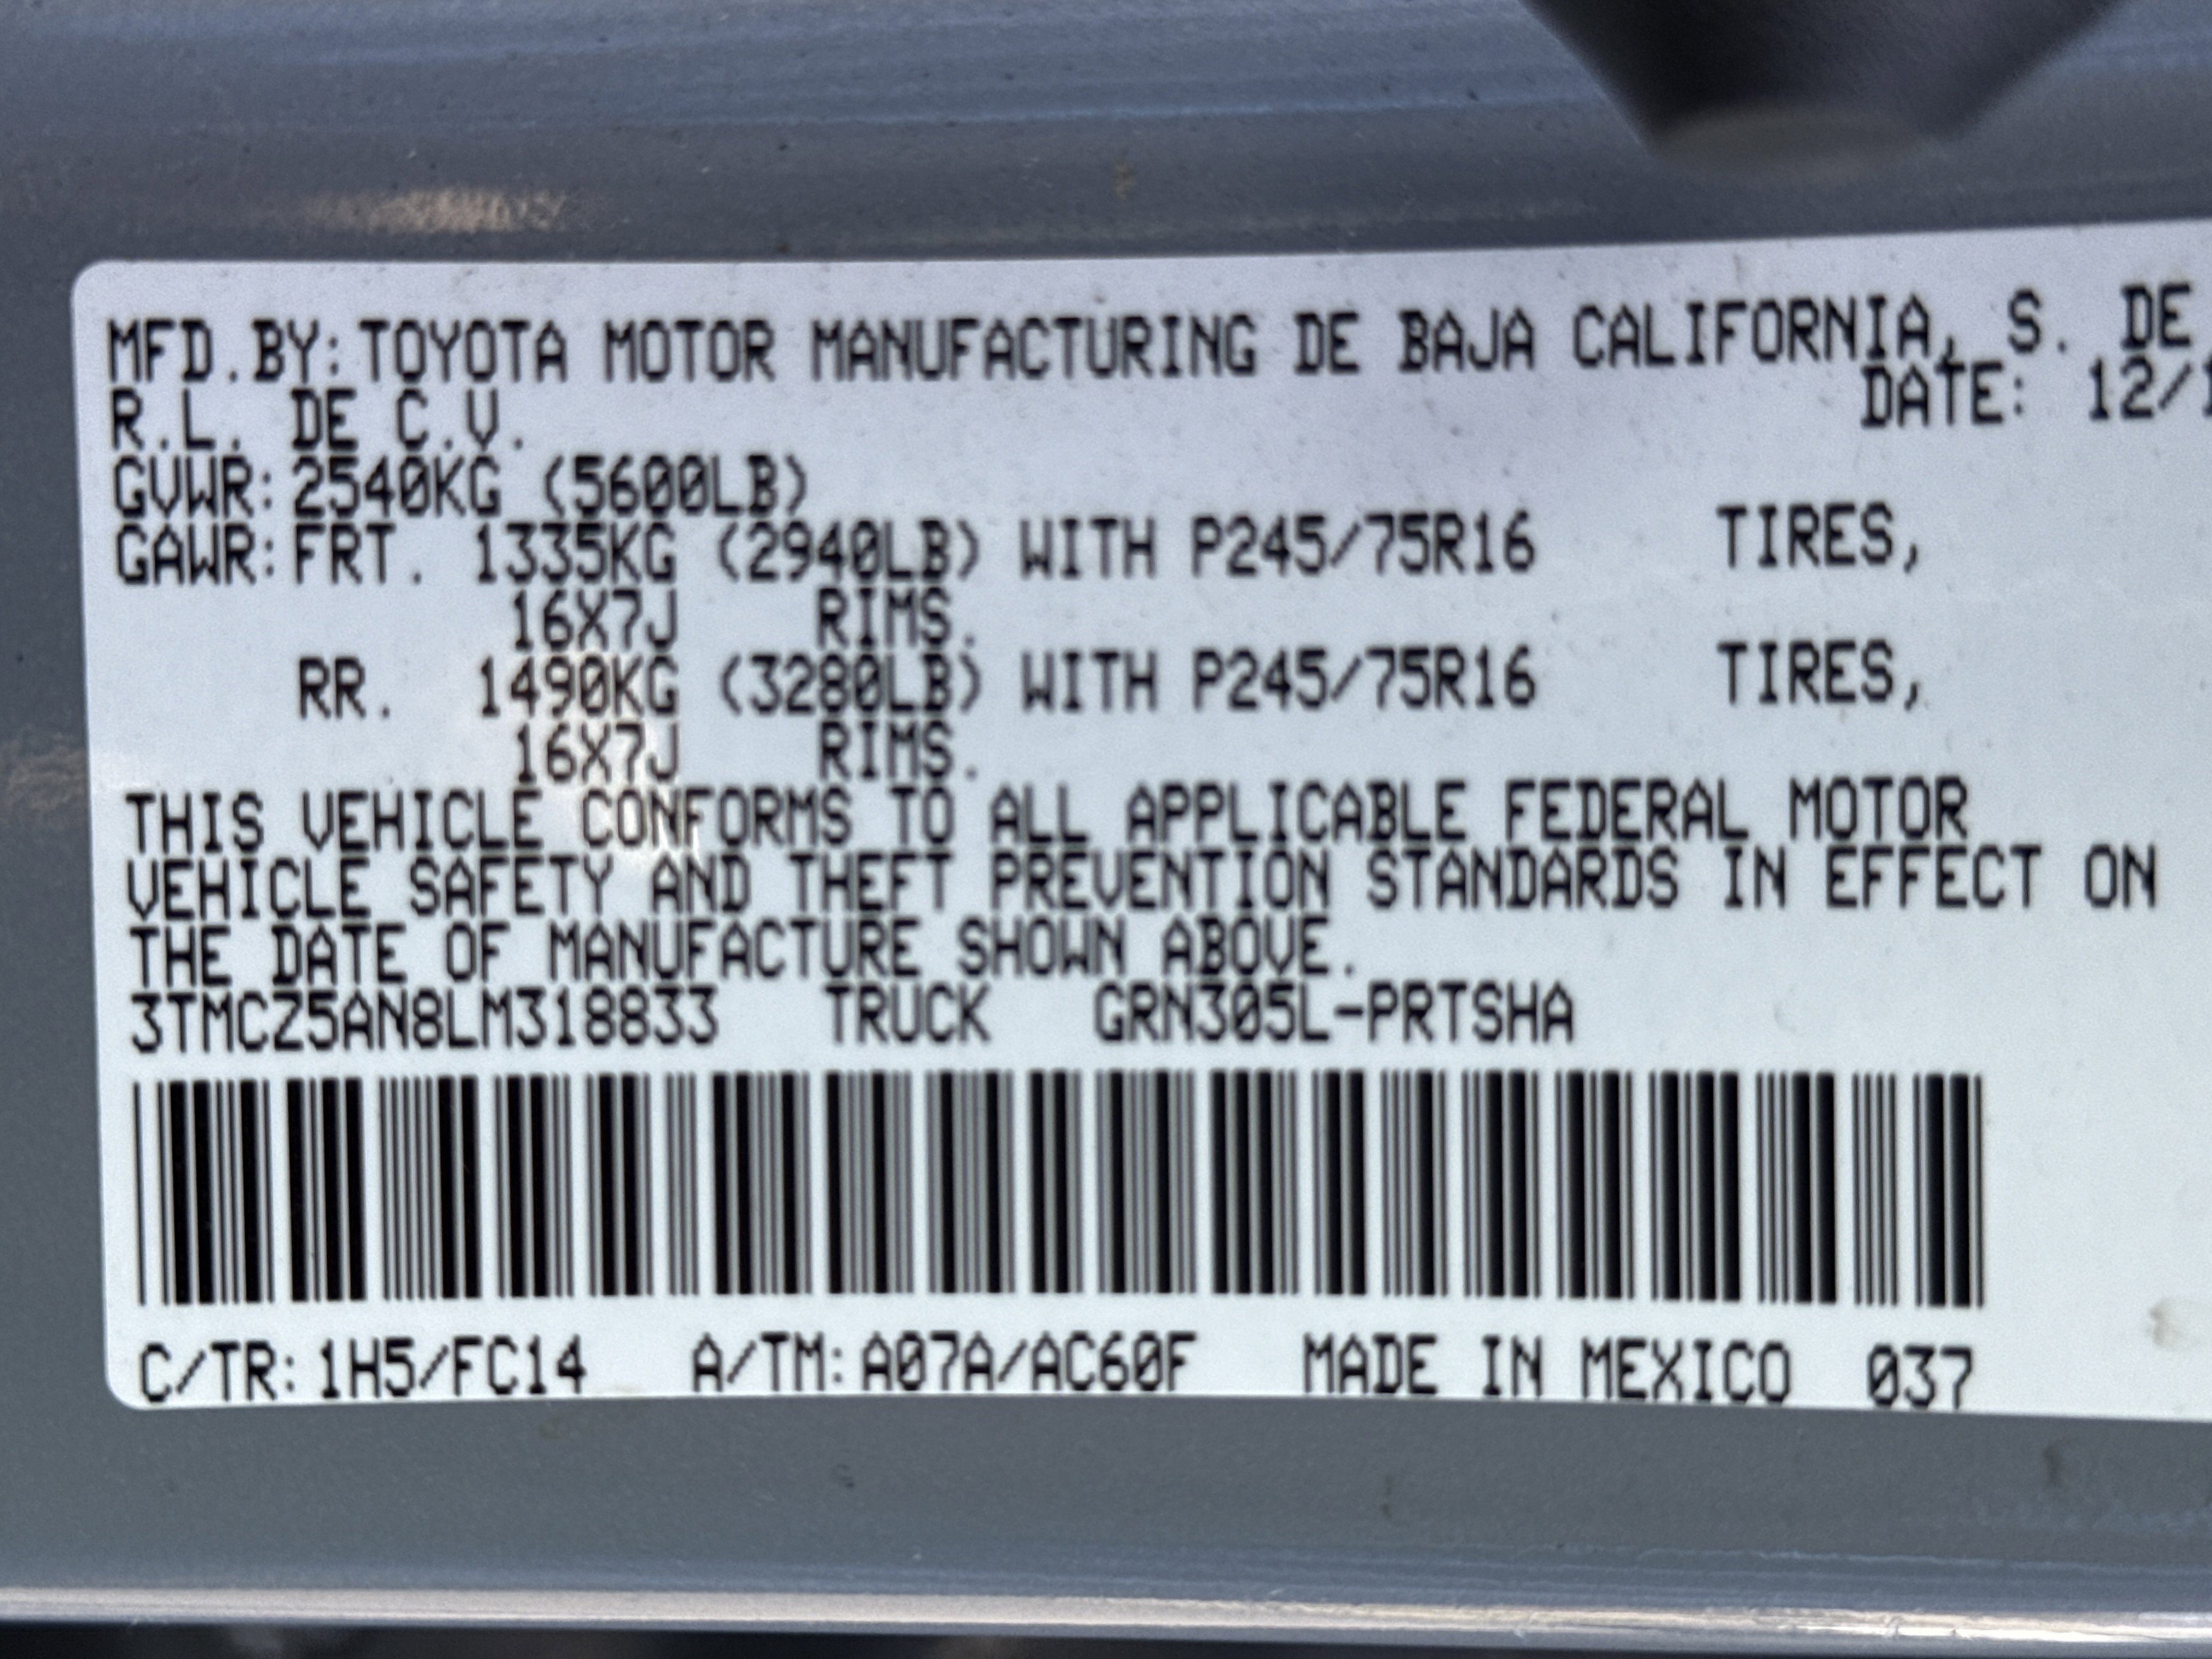 MFD.BY:TOYOTA MOTOR MANUFACTURING DE BAJA CALIFORNIA, S. DE
R.L. DE C.V. DATE: 12/1
GVWR:2540KG (5600LB)
GAWR:FRT. 1335KG (2940LB) WITH P245/75R16 TIRES,
16X7J RIMS.
RR. 1490KG (3280LB) WITH P245/75R16 TIRES,
16X7J RIMS.
THIS VEHICLE CONFORMS TO ALL APPLICABLE FEDERAL MOTOR
VEHICLE SAFETY AND THEFT PREVENTION STANDARDS IN EFFECT ON
THE DATE OF MANUFACTURE SHOWN ABOVE.
3TMCZ5AN8LM318833 TRUCK GRN305L-PRTSHA
C/TR:1H5/FC14 A/TM:A07A/AC60F MADE IN MEXICO 037